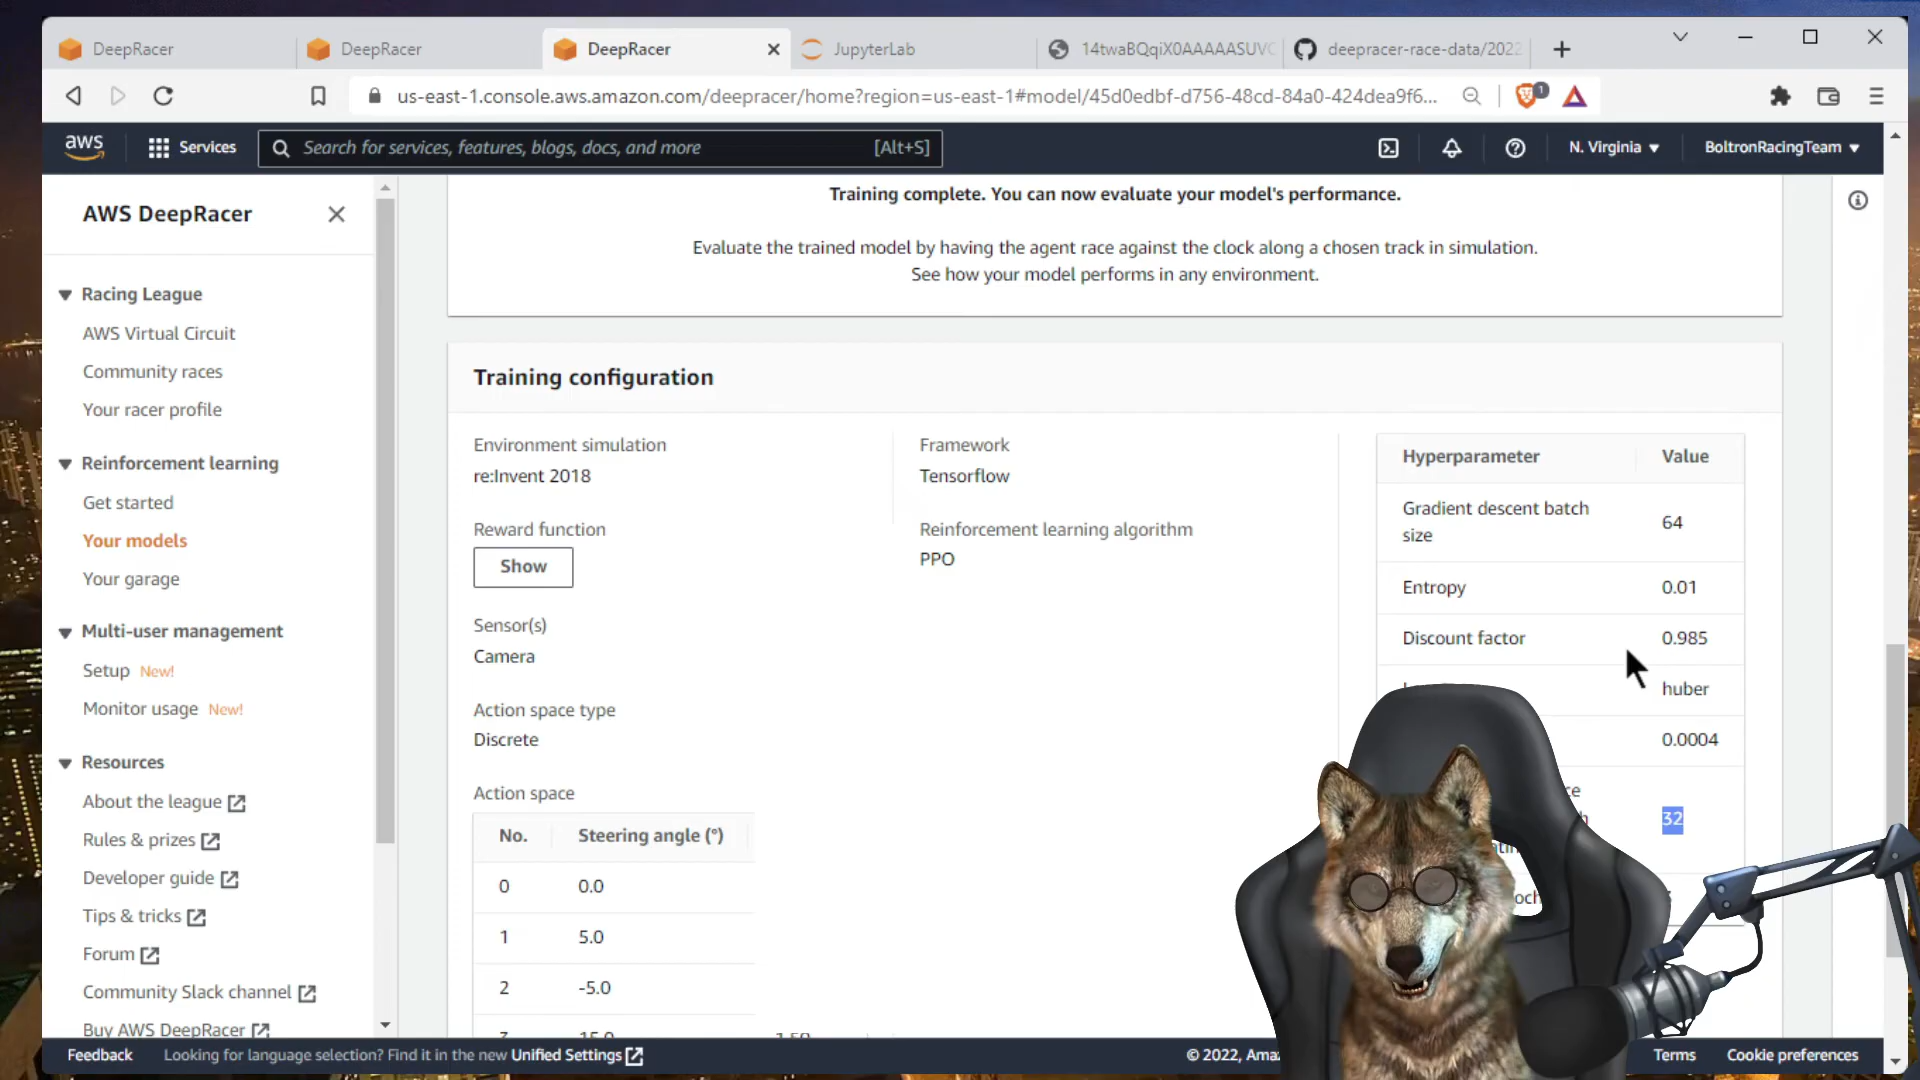 DeepRacer
DeepRacer
DeepRacer
JupyterLab
14twaBQqiX0AAAAASUVC
deepracer-race-data/2022
us-east-1.console.aws.amazon.com/deepracer/home?region=us-east-1#model/45d0edbf-d756-48cd-84a0-424dea9f6...
1
aws
Services
Search for services, features, blogs, docs, and more
[Alt+S]
N. Virginia
BoltronRacingTeam
AWS DeepRacer
Racing League
AWS Virtual Circuit
Community races
Your racer profile
Reinforcement learning
Get started
Your models
Your garage
Multi-user management
Setup New!
Monitor usage New!
Resources
About the league
Rules & prizes
Developer guide
Tips & tricks
Forum
Community Slack channel
Buy AWS DeepRacer
Training complete. You can now evaluate your model's performance.
Evaluate the trained model by having the agent race against the clock along a chosen track in simulation.
See how your model performs in any environment.
Training configuration
Environment simulation
re:Invent 2018
Reward function
Show
Sensor(s)
Camera
Action space type
Discrete
Action space
No. Steering angle (°)
0 0.0
1 5.0
2 -5.0
Framework
Tensorflow
Reinforcement learning algorithm
PPO
Hyperparameter Value
Gradient descent batch
size
64
Entropy 0.01
Discount factor 0.985
huber
0.0004
32
Feedback
Looking for language selection? Find it in the new Unified Settings
© 2022,
Terms
Cookie preferences